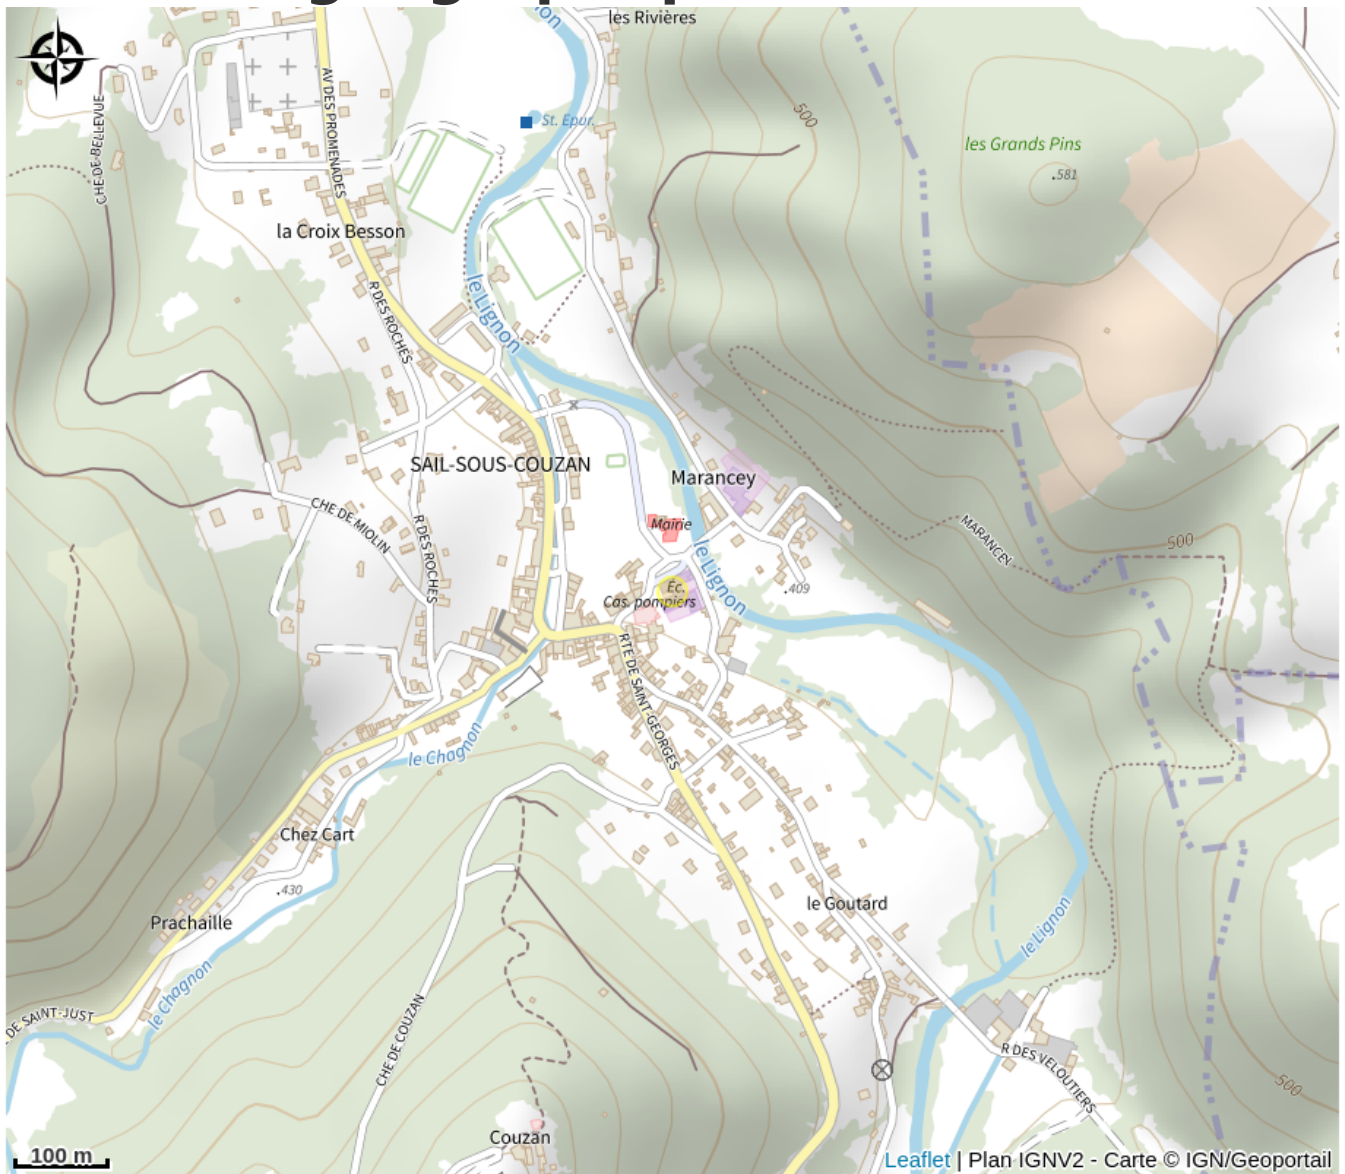 les Rivières
le Lignon
St. Epur.
500
les Grands Pins
.581
AV DES PROMENADES
CHE DE BELLEVUE
la Croix Besson
R DES ROCHES
SAIL-SOUS-COUZAN
Marancey
Mairie
MARANCEY
500
CHE DE MIOLIN
R DES ROCHES
le Lignon
Éc.
Cas. pompiers
.409
RTE DE SAINT-GEORGES
le Chagnon
Chez Cart
.430
Prachaille
le Goutard
le Lignon
le Chagnon
DE SAINT-JUST
CHE DE COUZAN
R DES VELOUTIERS
500
Couzan
100 m
Leaflet | Plan IGNV2 - Carte © IGN/Geoportail